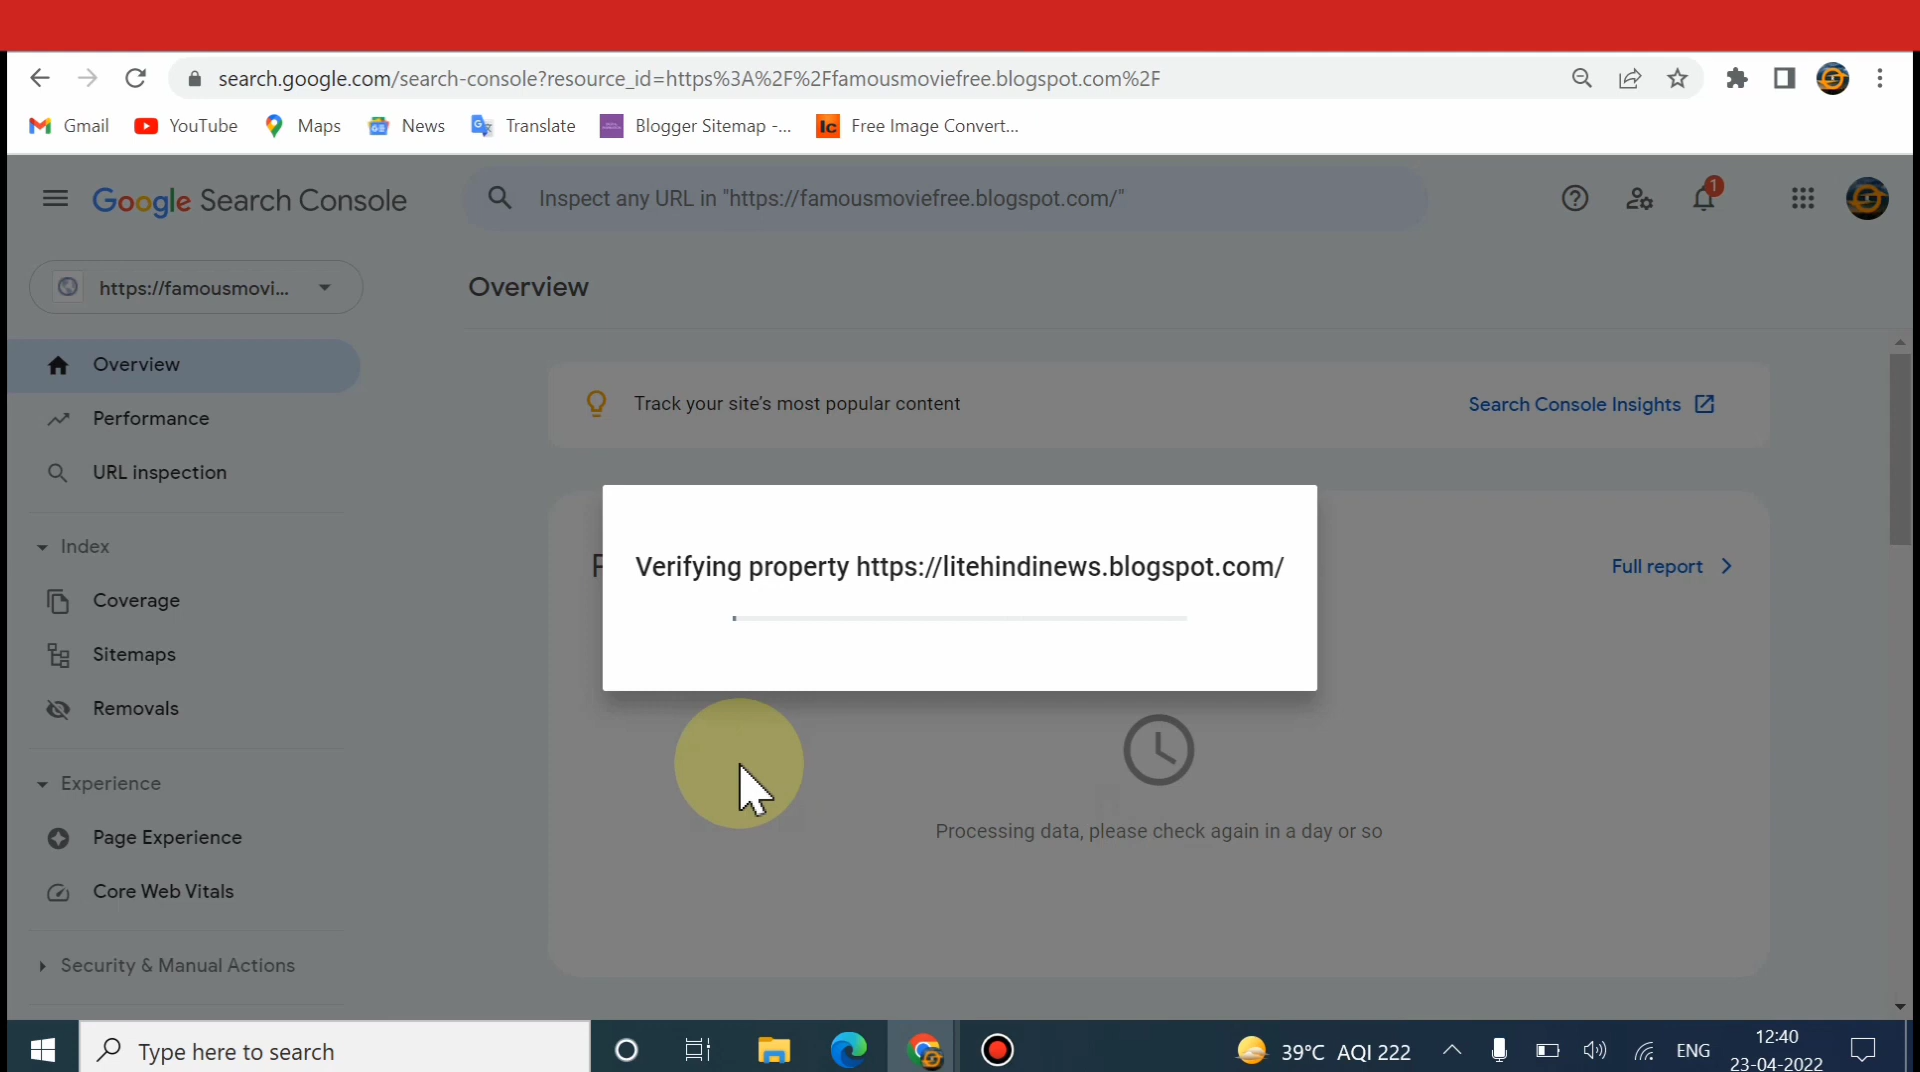 search.google.com/search-console?resource_id=https%3A%2F%2Ffamousmoviefree.blogspot.com%2F
Gmail YouTube Maps News Translate Blogger Sitemap -... Ic Free Image Convert...
Google Search Console
Inspect any URL in "https://famousmoviefree.blogspot.com/"
1
https://famousmovi...
Overview
Overview
Performance
URL inspection
Index
Coverage
Sitemaps
Removals
Experience
Page Experience
Core Web Vitals
Security & Manual Actions
Track your site's most popular content
Search Console Insights
Full report
Verifying property https://litehindinews.blogspot.com/
Processing data, please check again in a day or so
Type here to search
39°C AQI 222
ENG
12:40
23-04-2022